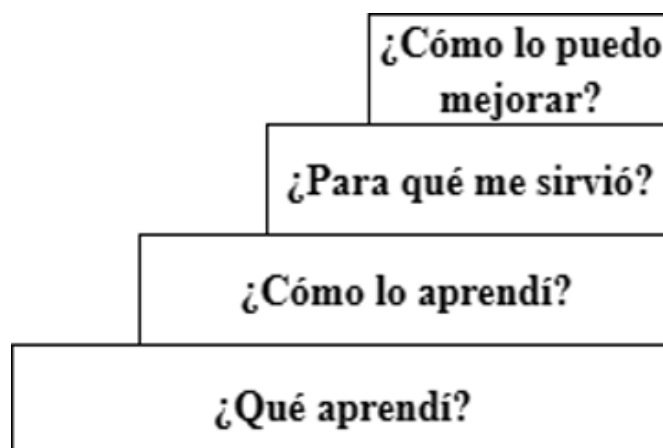 ¿Cómo lo puedo
mejorar?
¿Para qué me sirvió?
¿Cómo lo aprendí?
¿Qué aprendí?